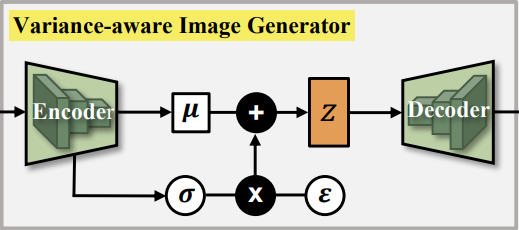 Variance-aware Image Generator
Encoder
μ
+
Z
Decoder
σ
x
ε